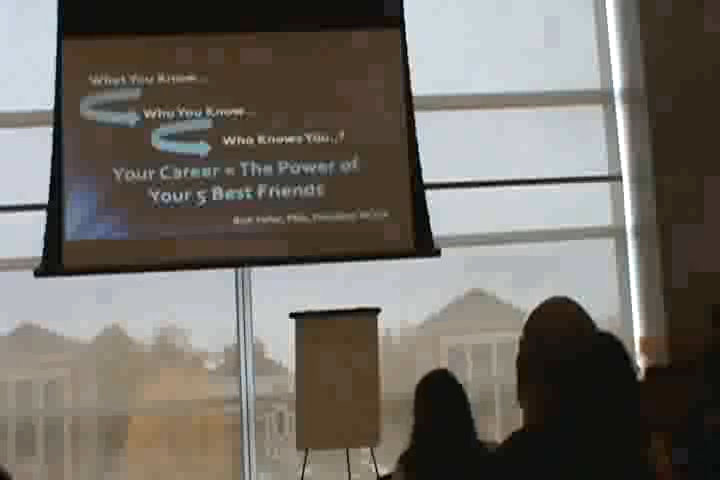 What You Know...
Who You Know...
Who Knows You..?
Your Career = The Power of
Your 5 Best Friends